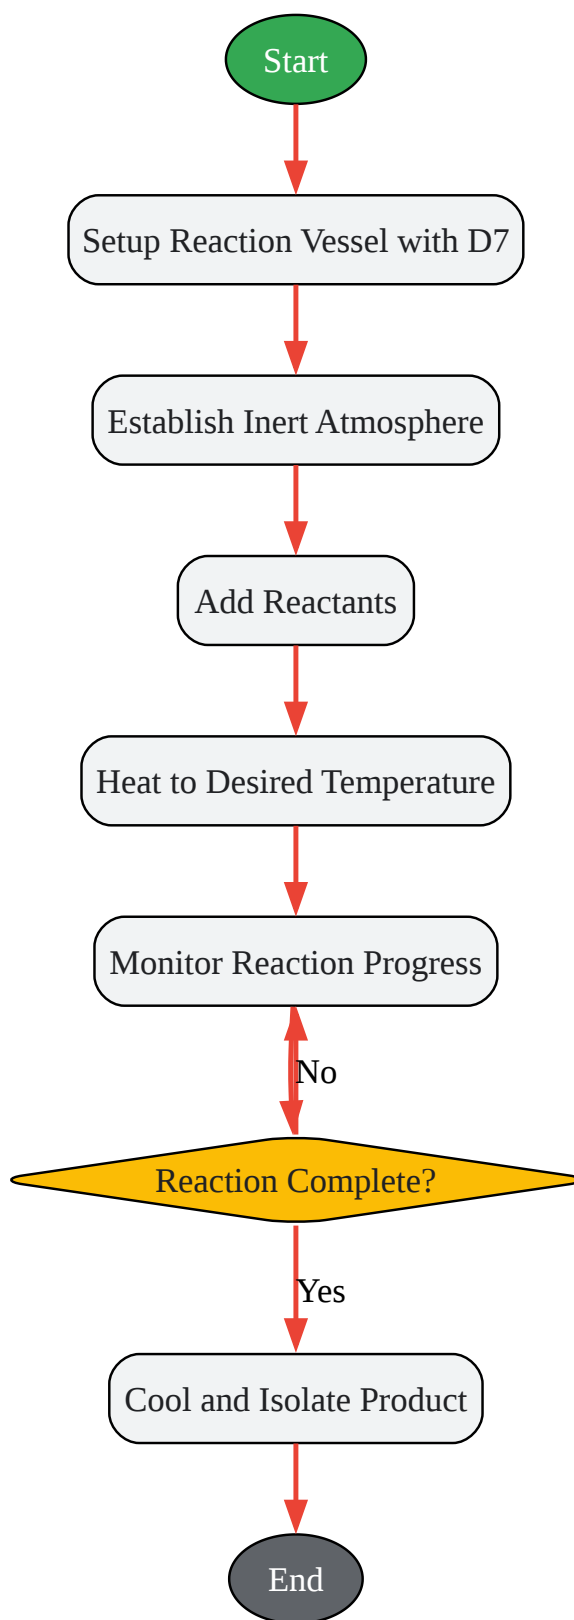 Start
Setup Reaction Vessel with D7
Establish Inert Atmosphere
Add Reactants
Heat to Desired Temperature
Monitor Reaction Progress
No
Reaction Complete?
Yes
Cool and Isolate Product
End